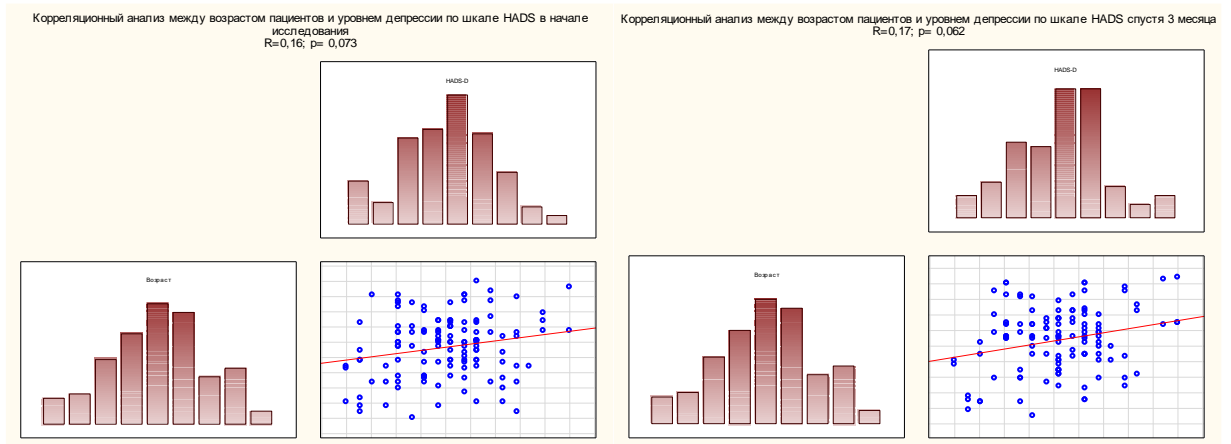 Корреляционный анализ между возрастом пациентов и уровнем депрессии по шкале HADS в начале
исследования
R=0,16; p= 0,073
HADS-D
Возраст
Корреляционный анализ между возрастом пациентов и уровнем депрессии по шкале HADS спустя 3 месяца
R=0,17; p= 0,062
HADS-D
Возраст